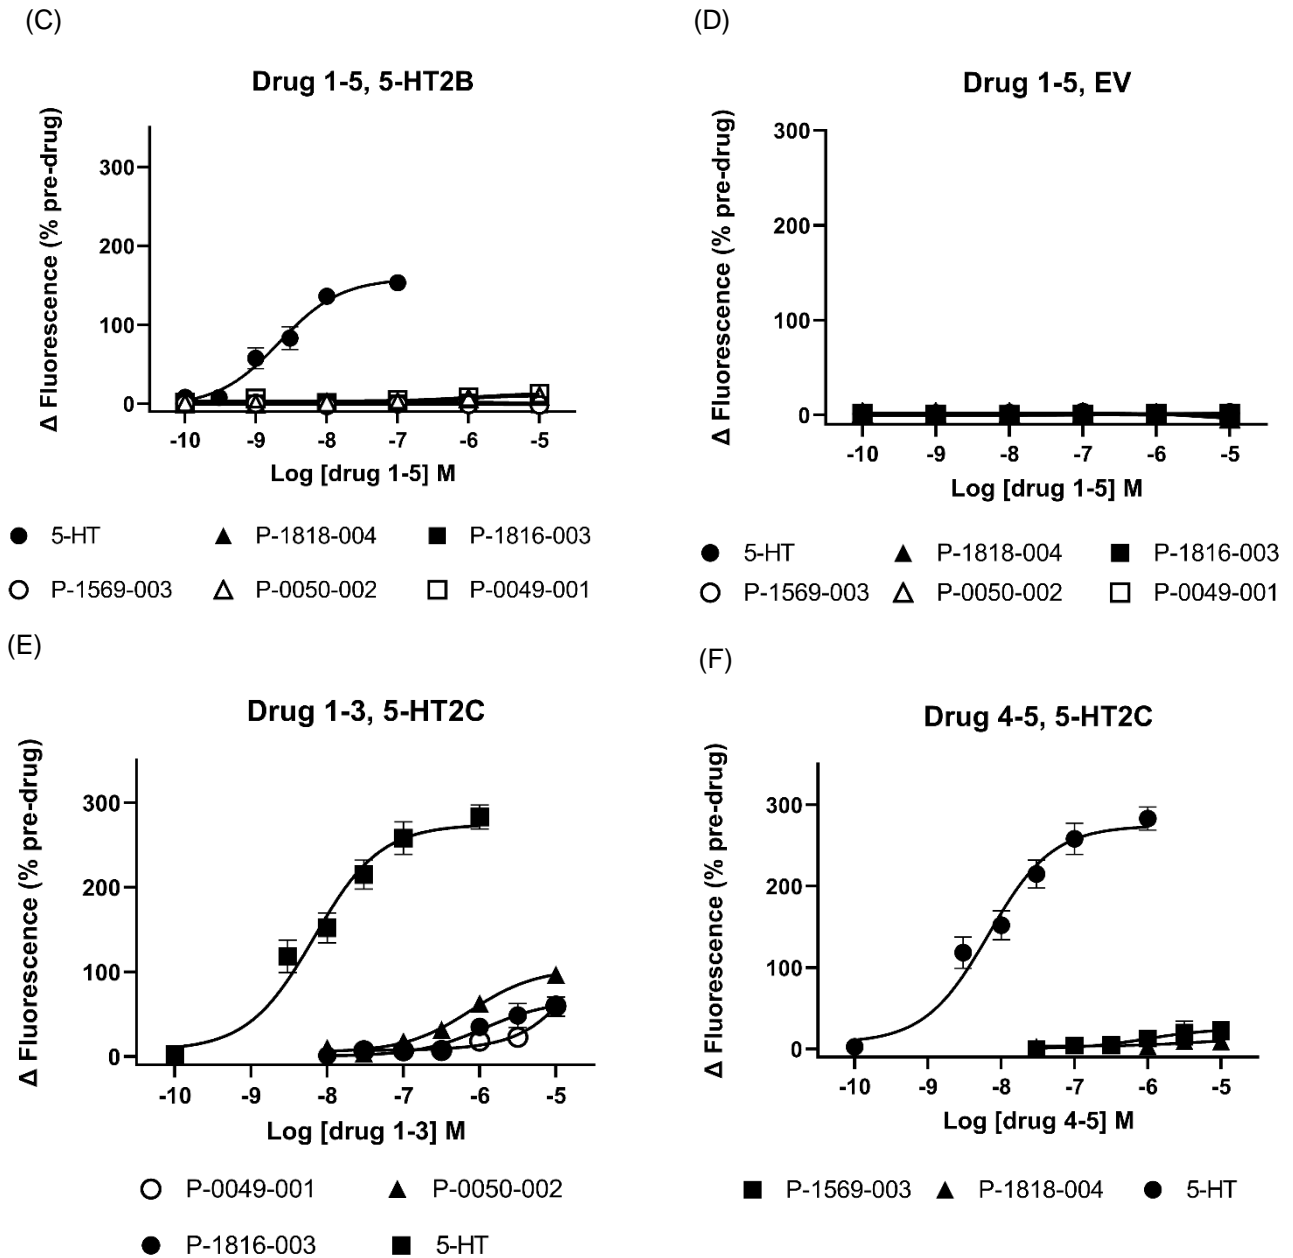 (C)
Drug 1-5, 5-HT2B
Δ Fluorescence (% pre-drug)
300
200
100
0
-10 -9 -8 -7 -6 -5
Log [drug 1-5] M
5-HT P-1818-004 P-1816-003
P-1569-003 P-0050-002 P-0049-001
(D)
Drug 1-5, EV
Δ Fluorescence (% pre-drug)
300
200
100
0
-10 -9 -8 -7 -6 -5
Log [drug 1-5] M
5-HT P-1818-004 P-1816-003
P-1569-003 P-0050-002 P-0049-001
(E)
Drug 1-3, 5-HT2C
Δ Fluorescence (% pre-drug)
300
200
100
0
-10 -9 -8 -7 -6 -5
Log [drug 1-3] M
P-0049-001 P-0050-002
P-1816-003 5-HT
(F)
Drug 4-5, 5-HT2C
Δ Fluorescence (% pre-drug)
300
200
100
0
-10 -9 -8 -7 -6 -5
Log [drug 4-5] M
P-1569-003 P-1818-004 5-HT